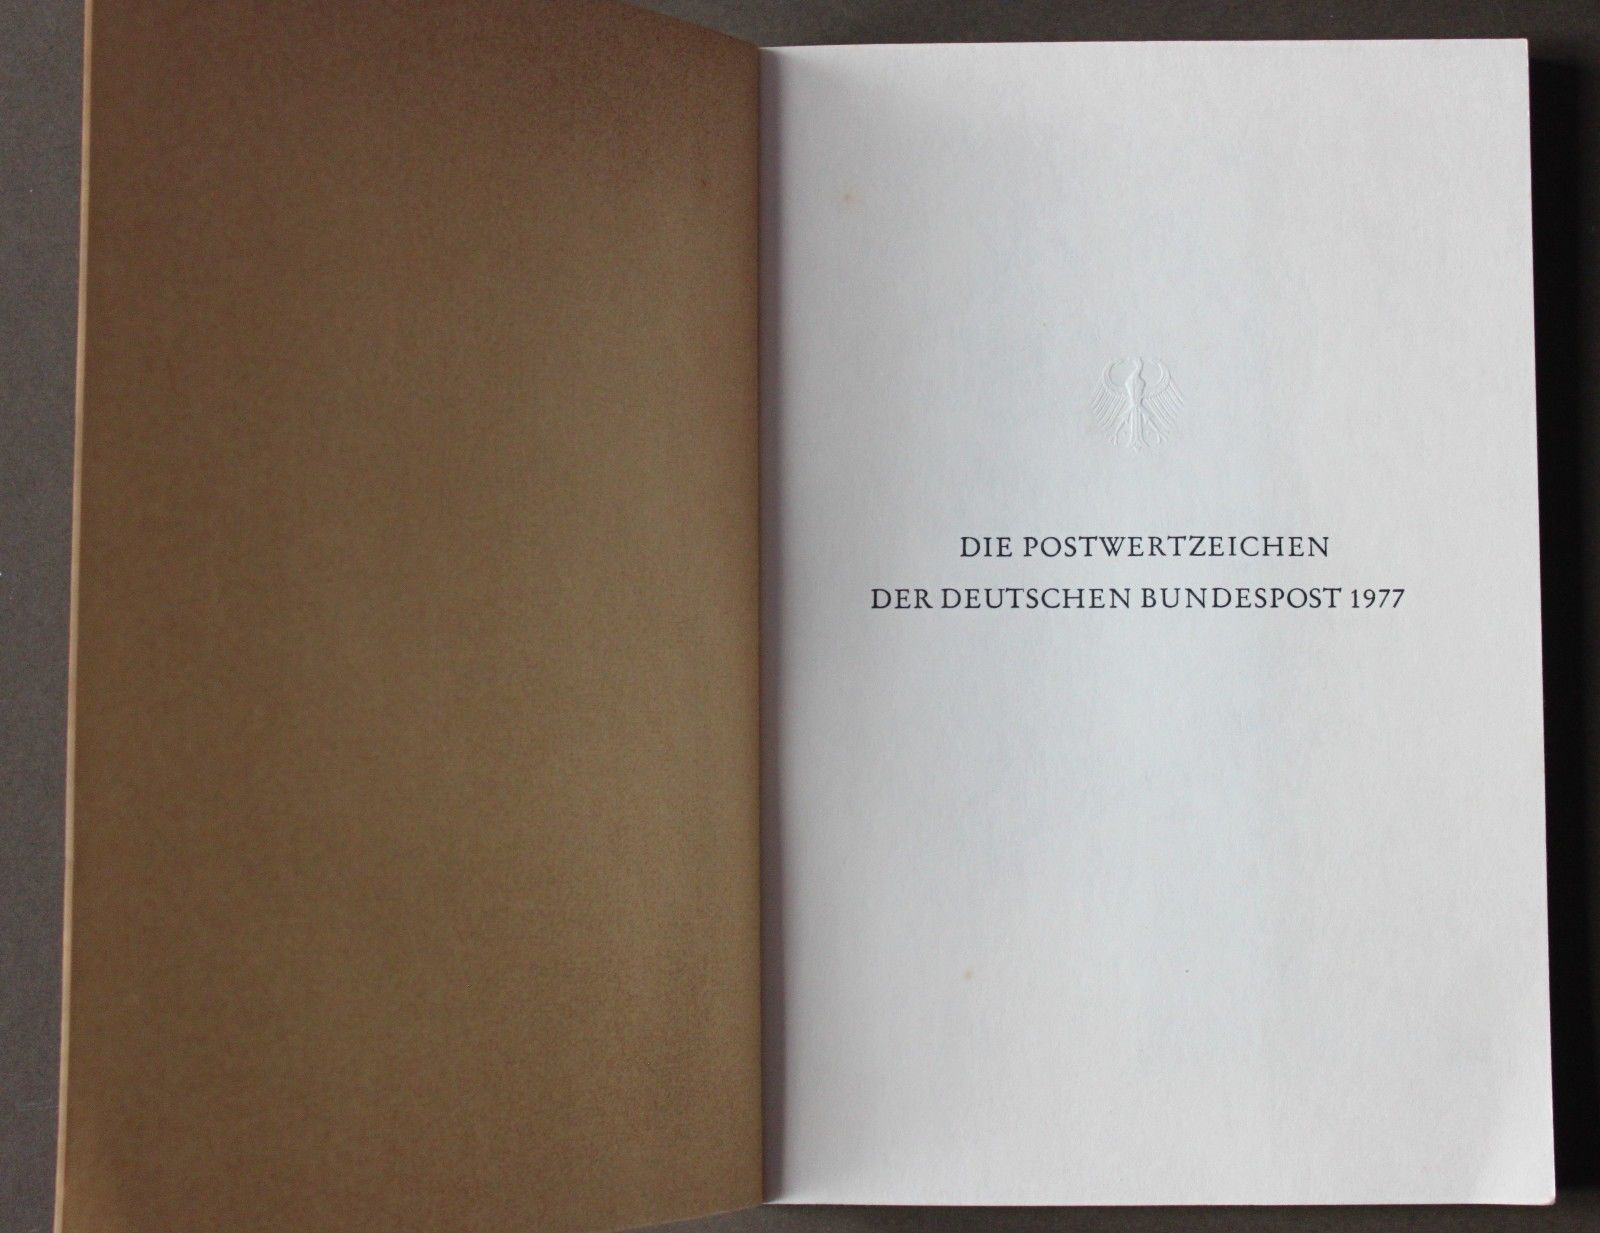 DIE POSTWERTZEICHEN
DER DEUTSCHEN BUNDESPOST 1977